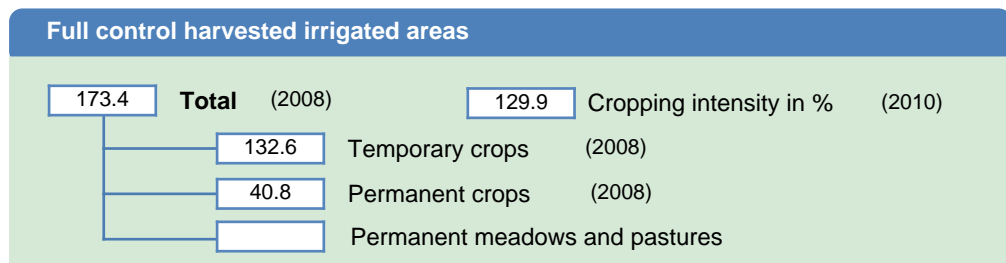 Full control harvested irrigated areas
173.4 Total (2008) 129.9 Cropping intensity in % (2010)
132.6 Temporary crops (2008)
40.8 Permanent crops (2008)
Permanent meadows and pastures